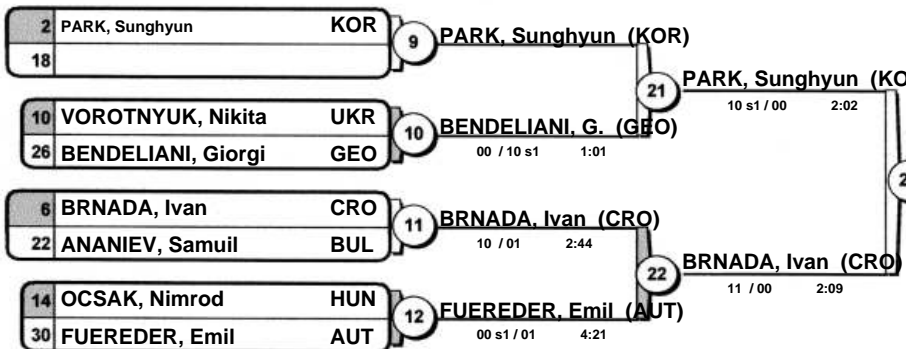 2 PARK, Sunghyun KOR
18
9 PARK, Sunghyun (KOR)
10 VOROTNYUK, Nikita UKR
26 BENDELIANI, Giorgi GEO
10 BENDELIANI, G. (GEO)
00 / 10 s1 1:01
21 PARK, Sunghyun (KO
10 s1 / 00 2:02
2
6 BRNADA, Ivan CRO
22 ANANIEV, Samuil BUL
11 BRNADA, Ivan (CRO)
10 / 01 2:44
14 OCSAK, Nimrod HUN
30 FUEREDER, Emil AUT
12 FUEREDER, Emil (AUT)
00 s1 / 01 4:21
22 BRNADA, Ivan (CRO)
11 / 00 2:09